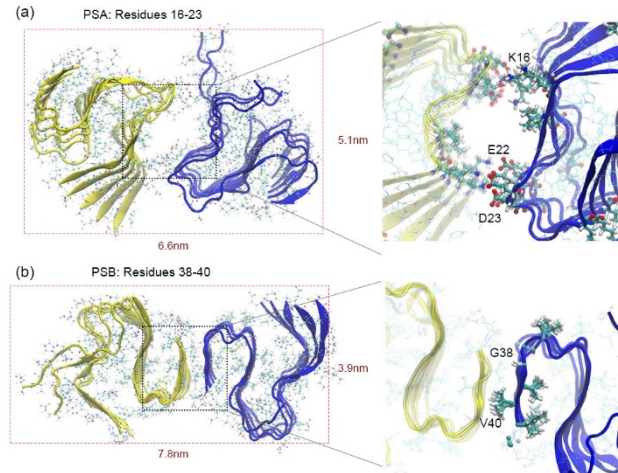 (a)
PSA: Residues 16-23
K16
5.1nm
E22
D23
6.6nm
(b)
PSB: Residues 38-40
G38
3.9nm
V40
7.8nm